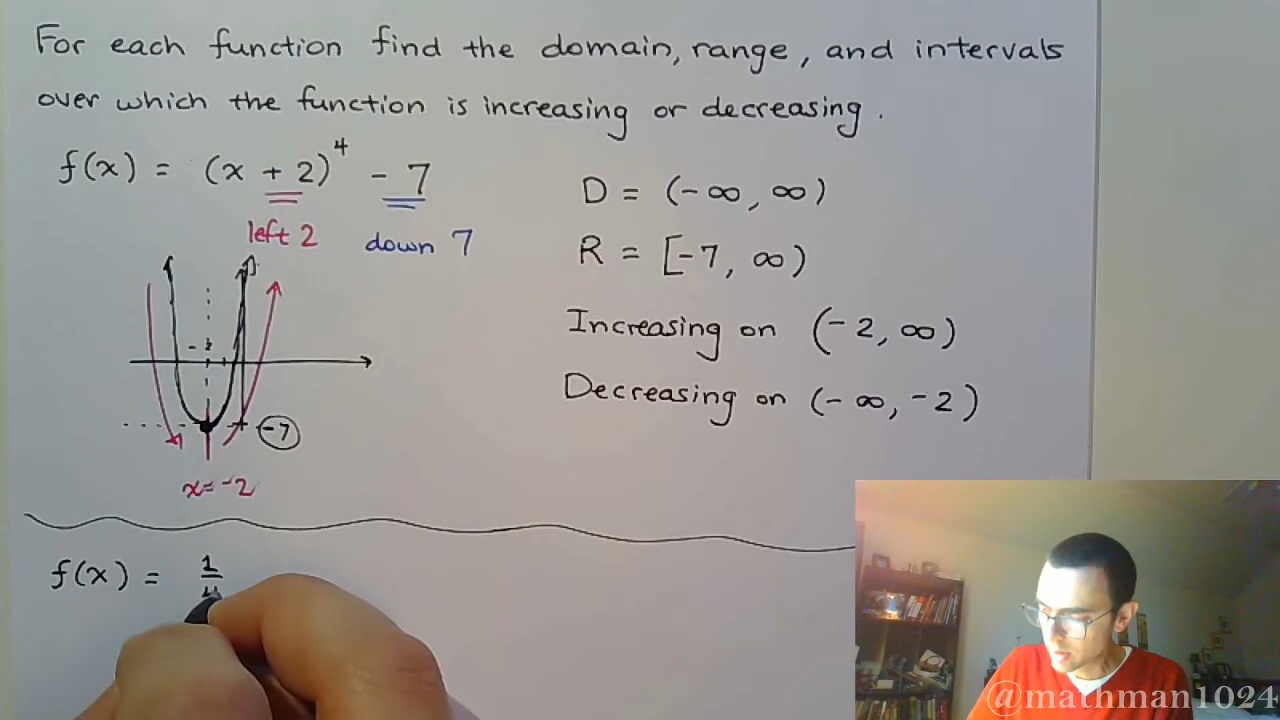 For each function find the domain, range, and intervals
over which the function is increasing or decreasing.
f(x) = (x + 2)^4 - 7
left 2 down 7
D = (-∞, ∞)
R = [-7, ∞)
Increasing on (-2, ∞)
Decreasing on (-∞, -2)
-7
x=-2
f(x) = 1/4
@mathman1024